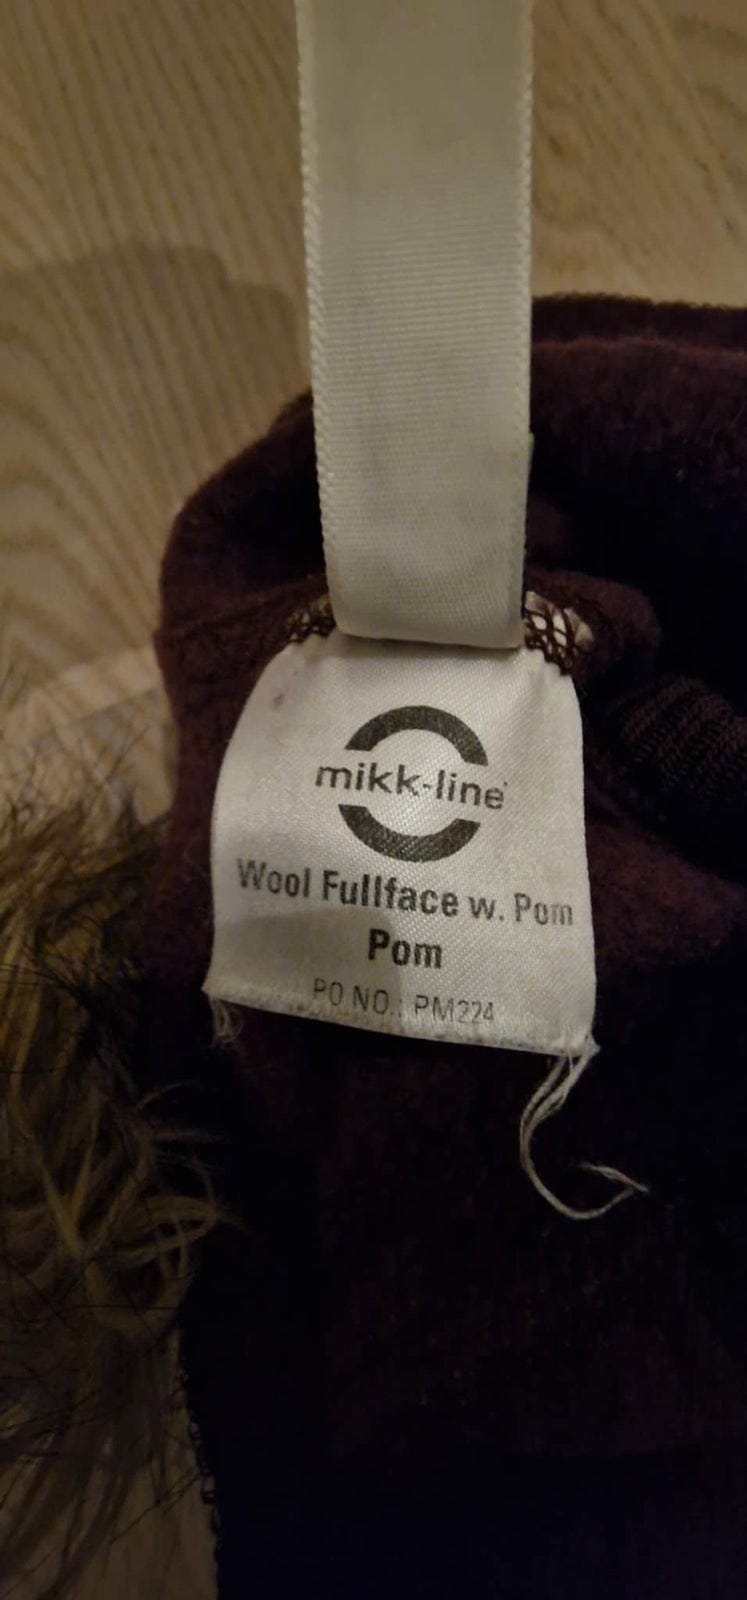 mikk-line
Wool Fullface w. Pom
Pom
PO NO.: PM224